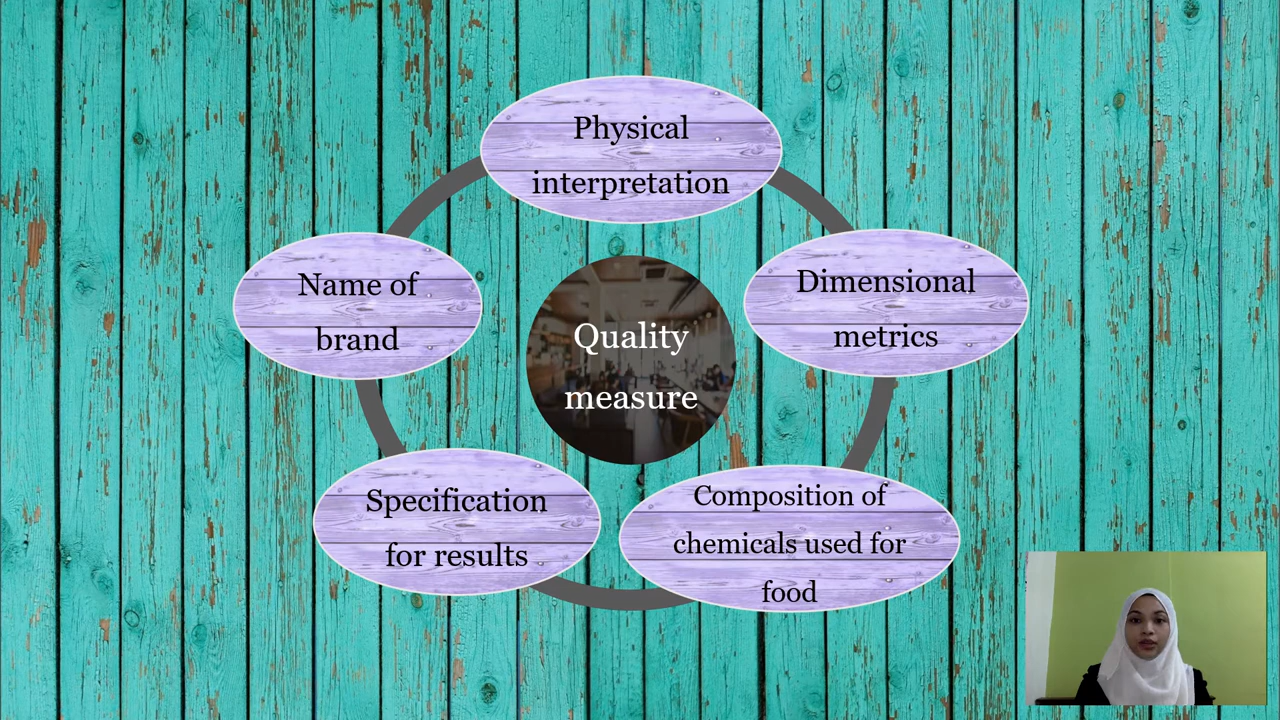 Physical
interpretation
Dimensional
metrics
Composition of
chemicals used for
food
Specification
for results
Name of
brand
Quality
measure